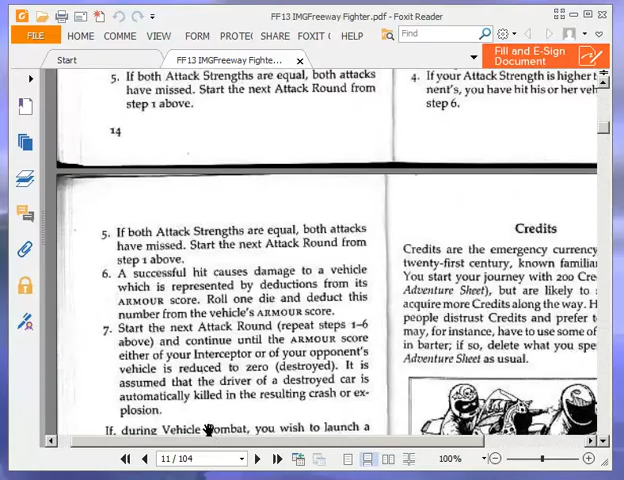 FF13 IMGFreeway Fighter.pdf - Foxit Reader
FILE HOME COMME VIEW FORM PROTE SHARE FOXIT C HELP Find
Start FF13 IMGFreeway Fighte... Fill and E-Sign
Document
5. If both Attack Strengths are equal, both attacks
have missed. Start the next Attack Round from
step 1 above.
14
4. If your Attack Strength is higher t
nent's, you have hit his or her veh
step 6.
5. If both Attack Strengths are equal, both attacks
have missed. Start the next Attack Round from
step 1 above.
6. A successful hit causes damage to a vehicle
which is represented by deductions from its
ARMOUR score. Roll one die and deduct this
number from the vehicle's ARMOUR score.
7. Start the next Attack Round (repeat steps 1–6
above) and continue until the ARMOUR score
either of your Interceptor or of your opponent's
vehicle is reduced to zero (destroyed). It is
assumed that the driver of a destroyed car is
automatically killed in the resulting crash or ex-
plosion.
If, during Vehicle Combat, you wish to launch a
Credits
Credits are the emergency currency
twenty-first century, known familiar
You start your journey with 200 Cre
Adventure Sheet), but are likely to
acquire more Credits along the way. H
people distrust Credits and prefer t
may, for instance, have to use some of
in barter; if so, delete what you spe
Adventure Sheet as usual.
11 / 104 100%